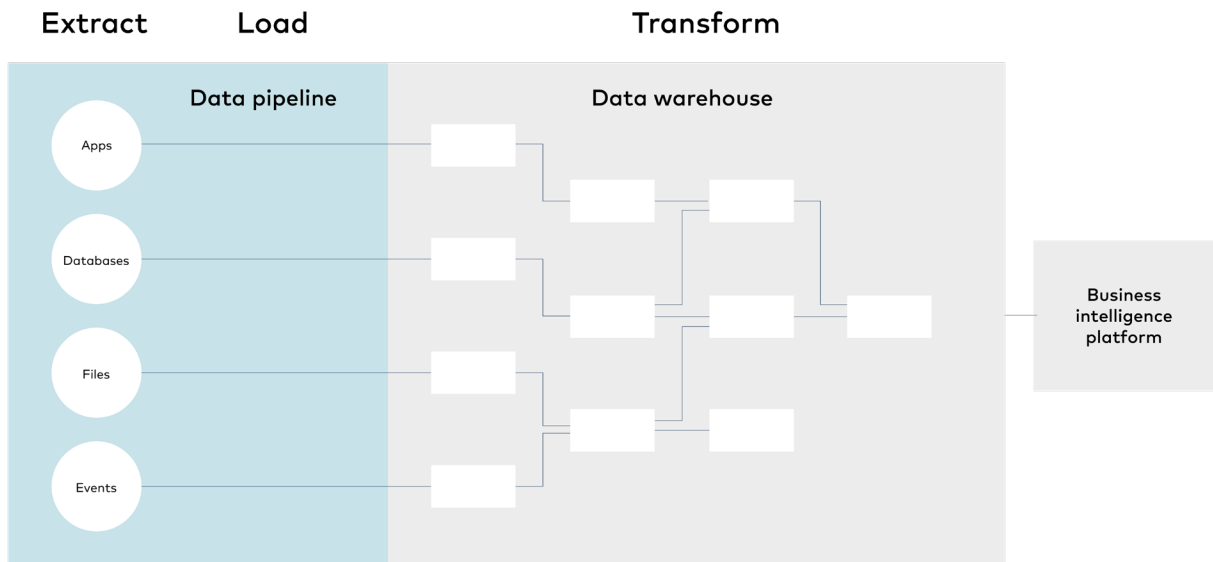 Extract
Load
Transform
Data pipeline
Data warehouse
Apps
Databases
Files
Events
Business
intelligence
platform